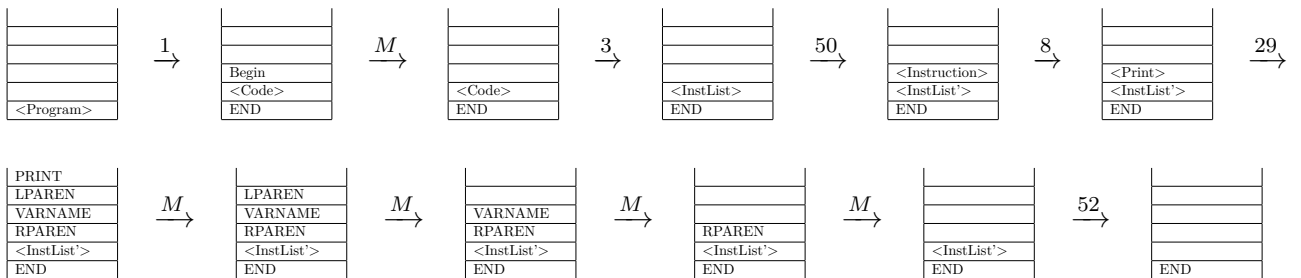 1 M 3 50 8 29
Begin <Instruction> <Print>
<Code> <Code> <InstList> <InstList'> <InstList'>
<Program> END END END END END
PRINT
LPAREN LPAREN
VARNAME M VARNAME M VARNAME M M 52
RPAREN RPAREN RPAREN RPAREN
<InstList'> <InstList'> <InstList'> <InstList'> <InstList'>
END END END END END END